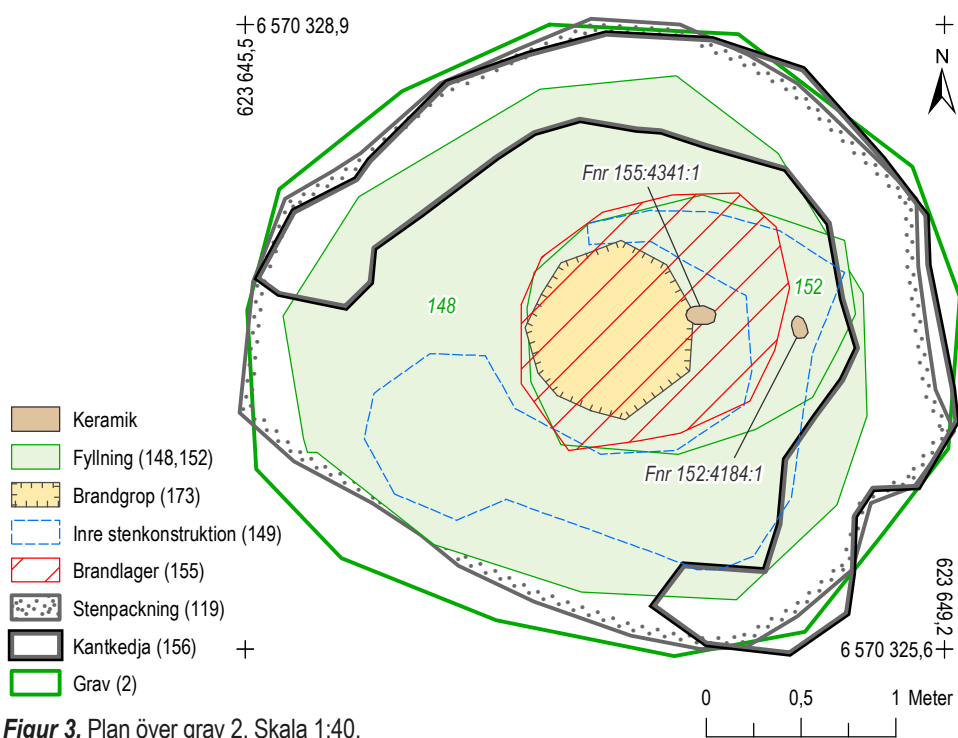 6 570 328,9
623 645,5
N
Fnr 155:4341:1
148
152
Fnr 152:4184:1
Keramik
Fyllning (148,152)
Brandgrop (173)
Inre stenkonstruktion (149)
Brandlager (155)
Stenpackning (119)
Kantkedja (156)
Grav (2)
623 649,2
6 570 325,6
0 0,5 1 Meter
Figur 3. Plan över grav 2. Skala 1:40.